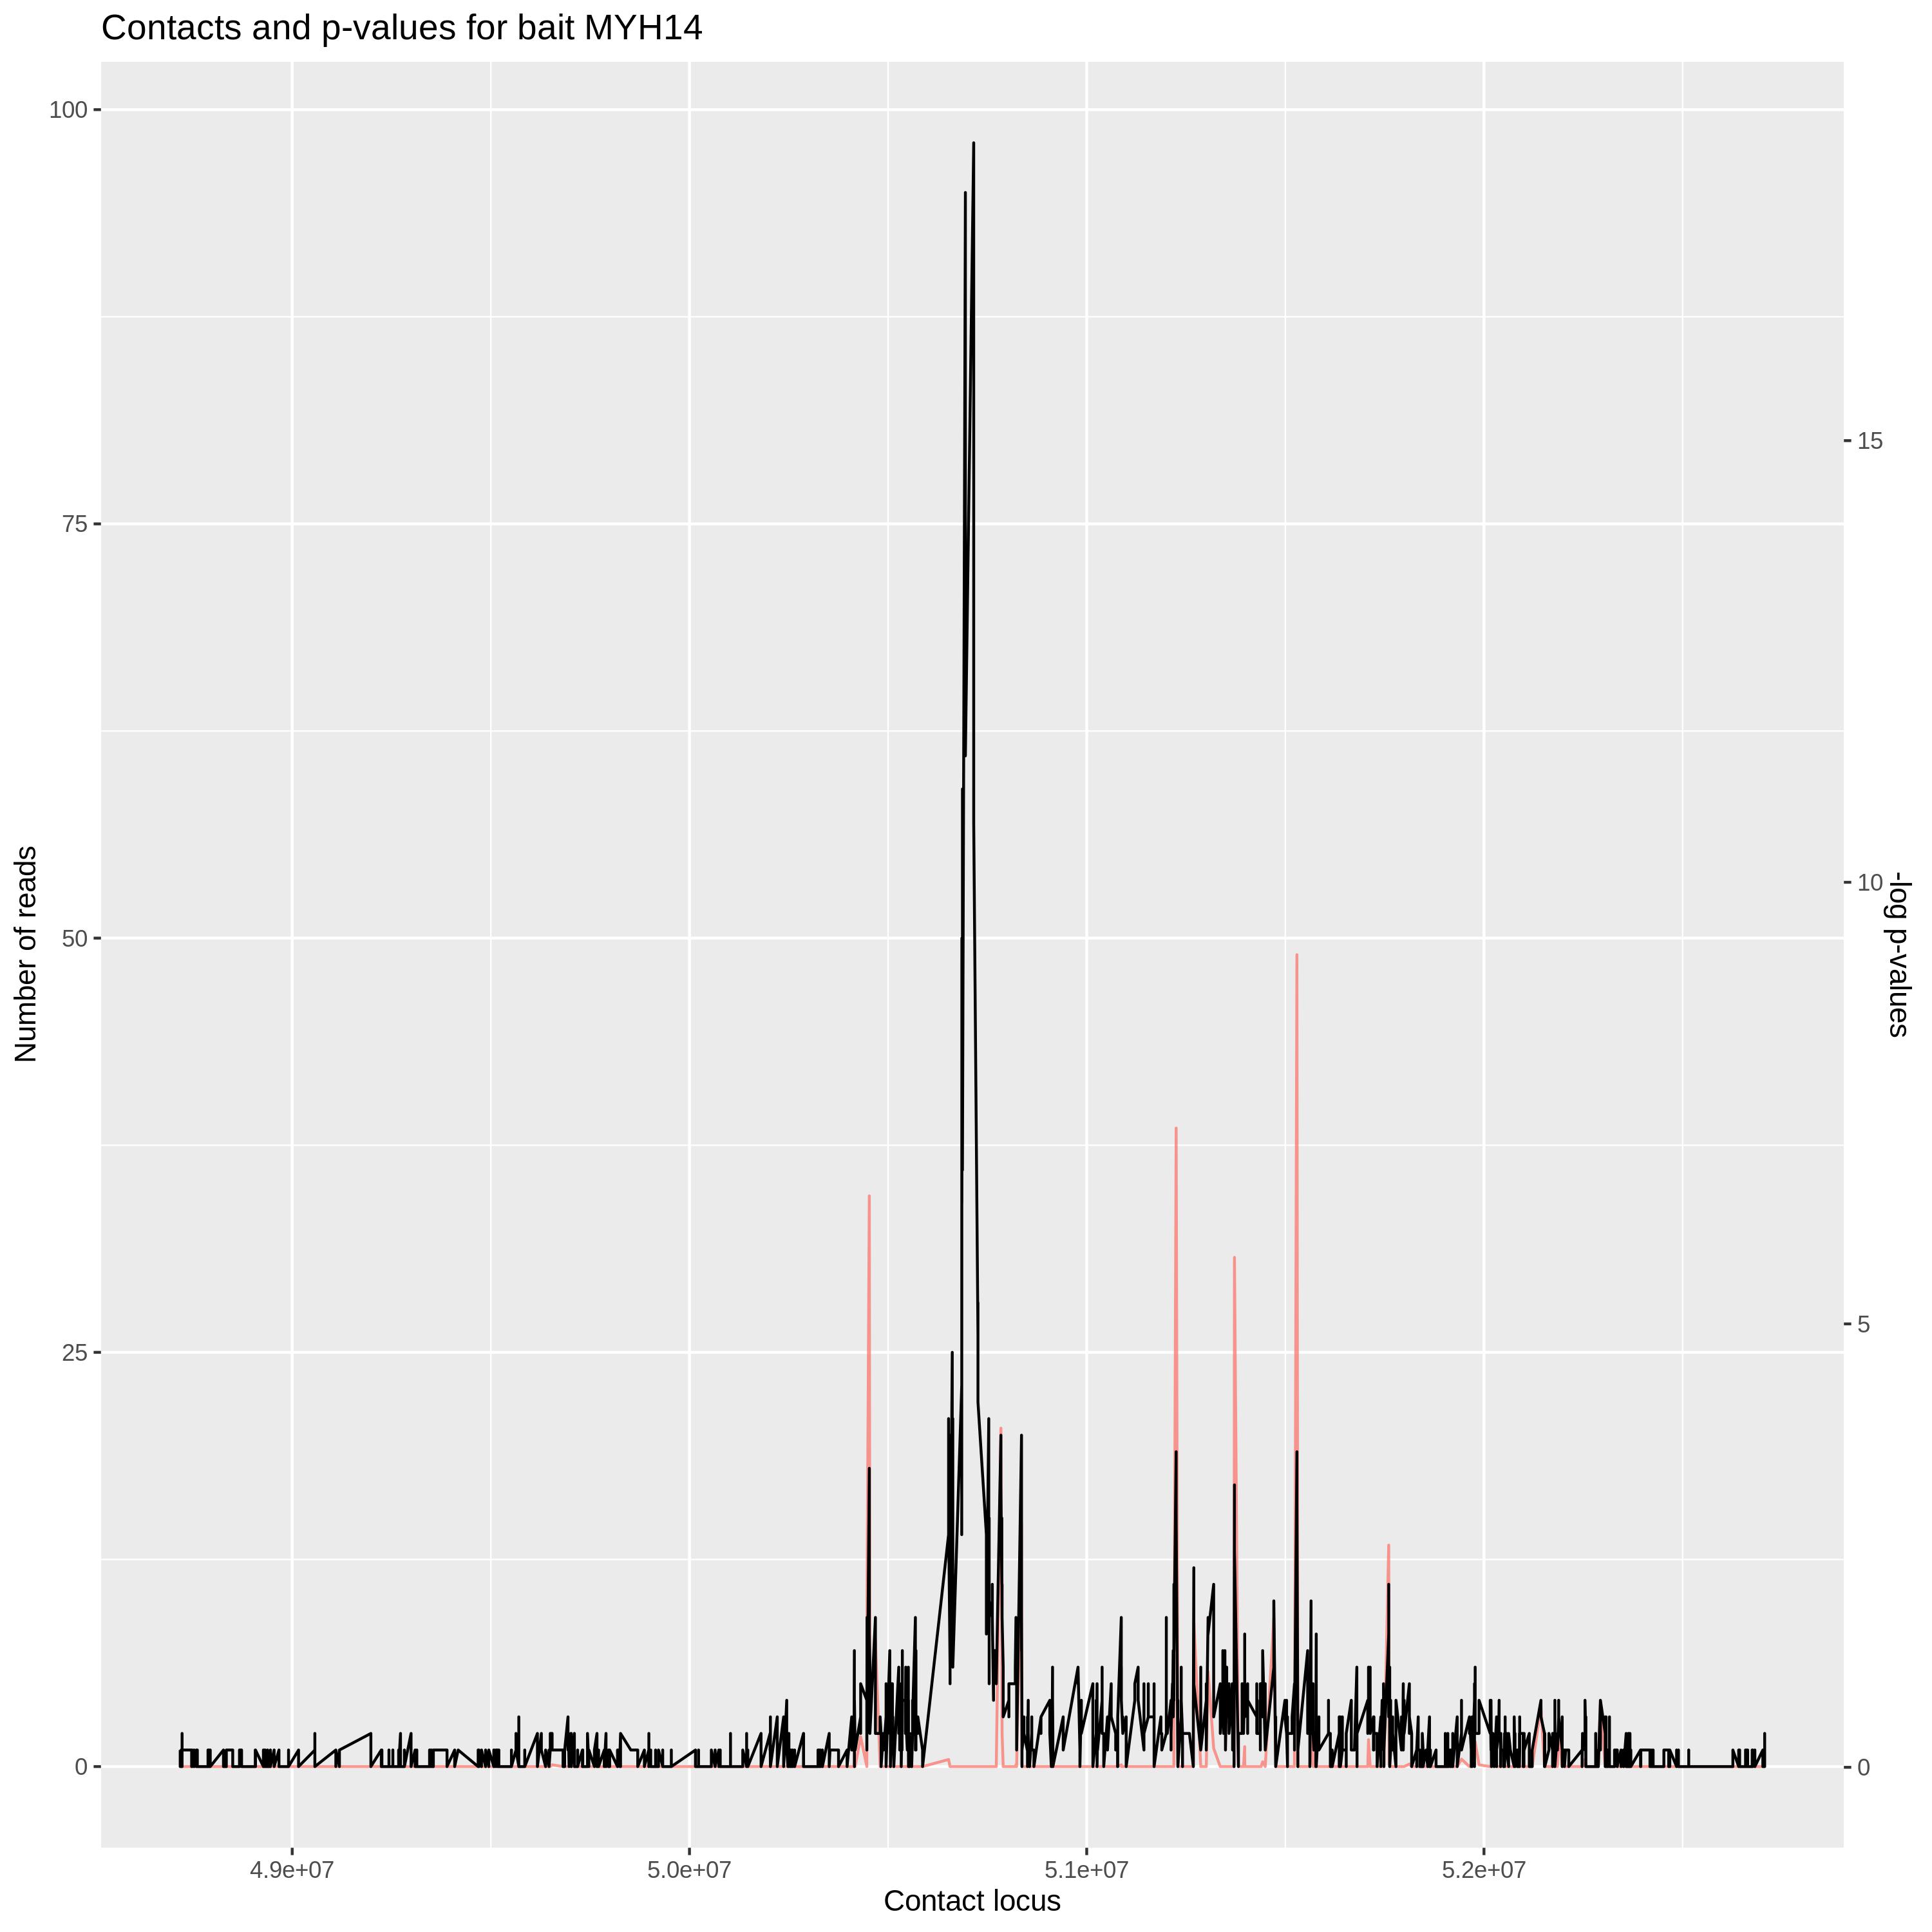 Contacts and p-values for bait MYH14
100
75
50
25
0
Number of reads
15
10
5
0
-log p-values
4.9e+07
5.0e+07
5.1e+07
5.2e+07
Contact locus